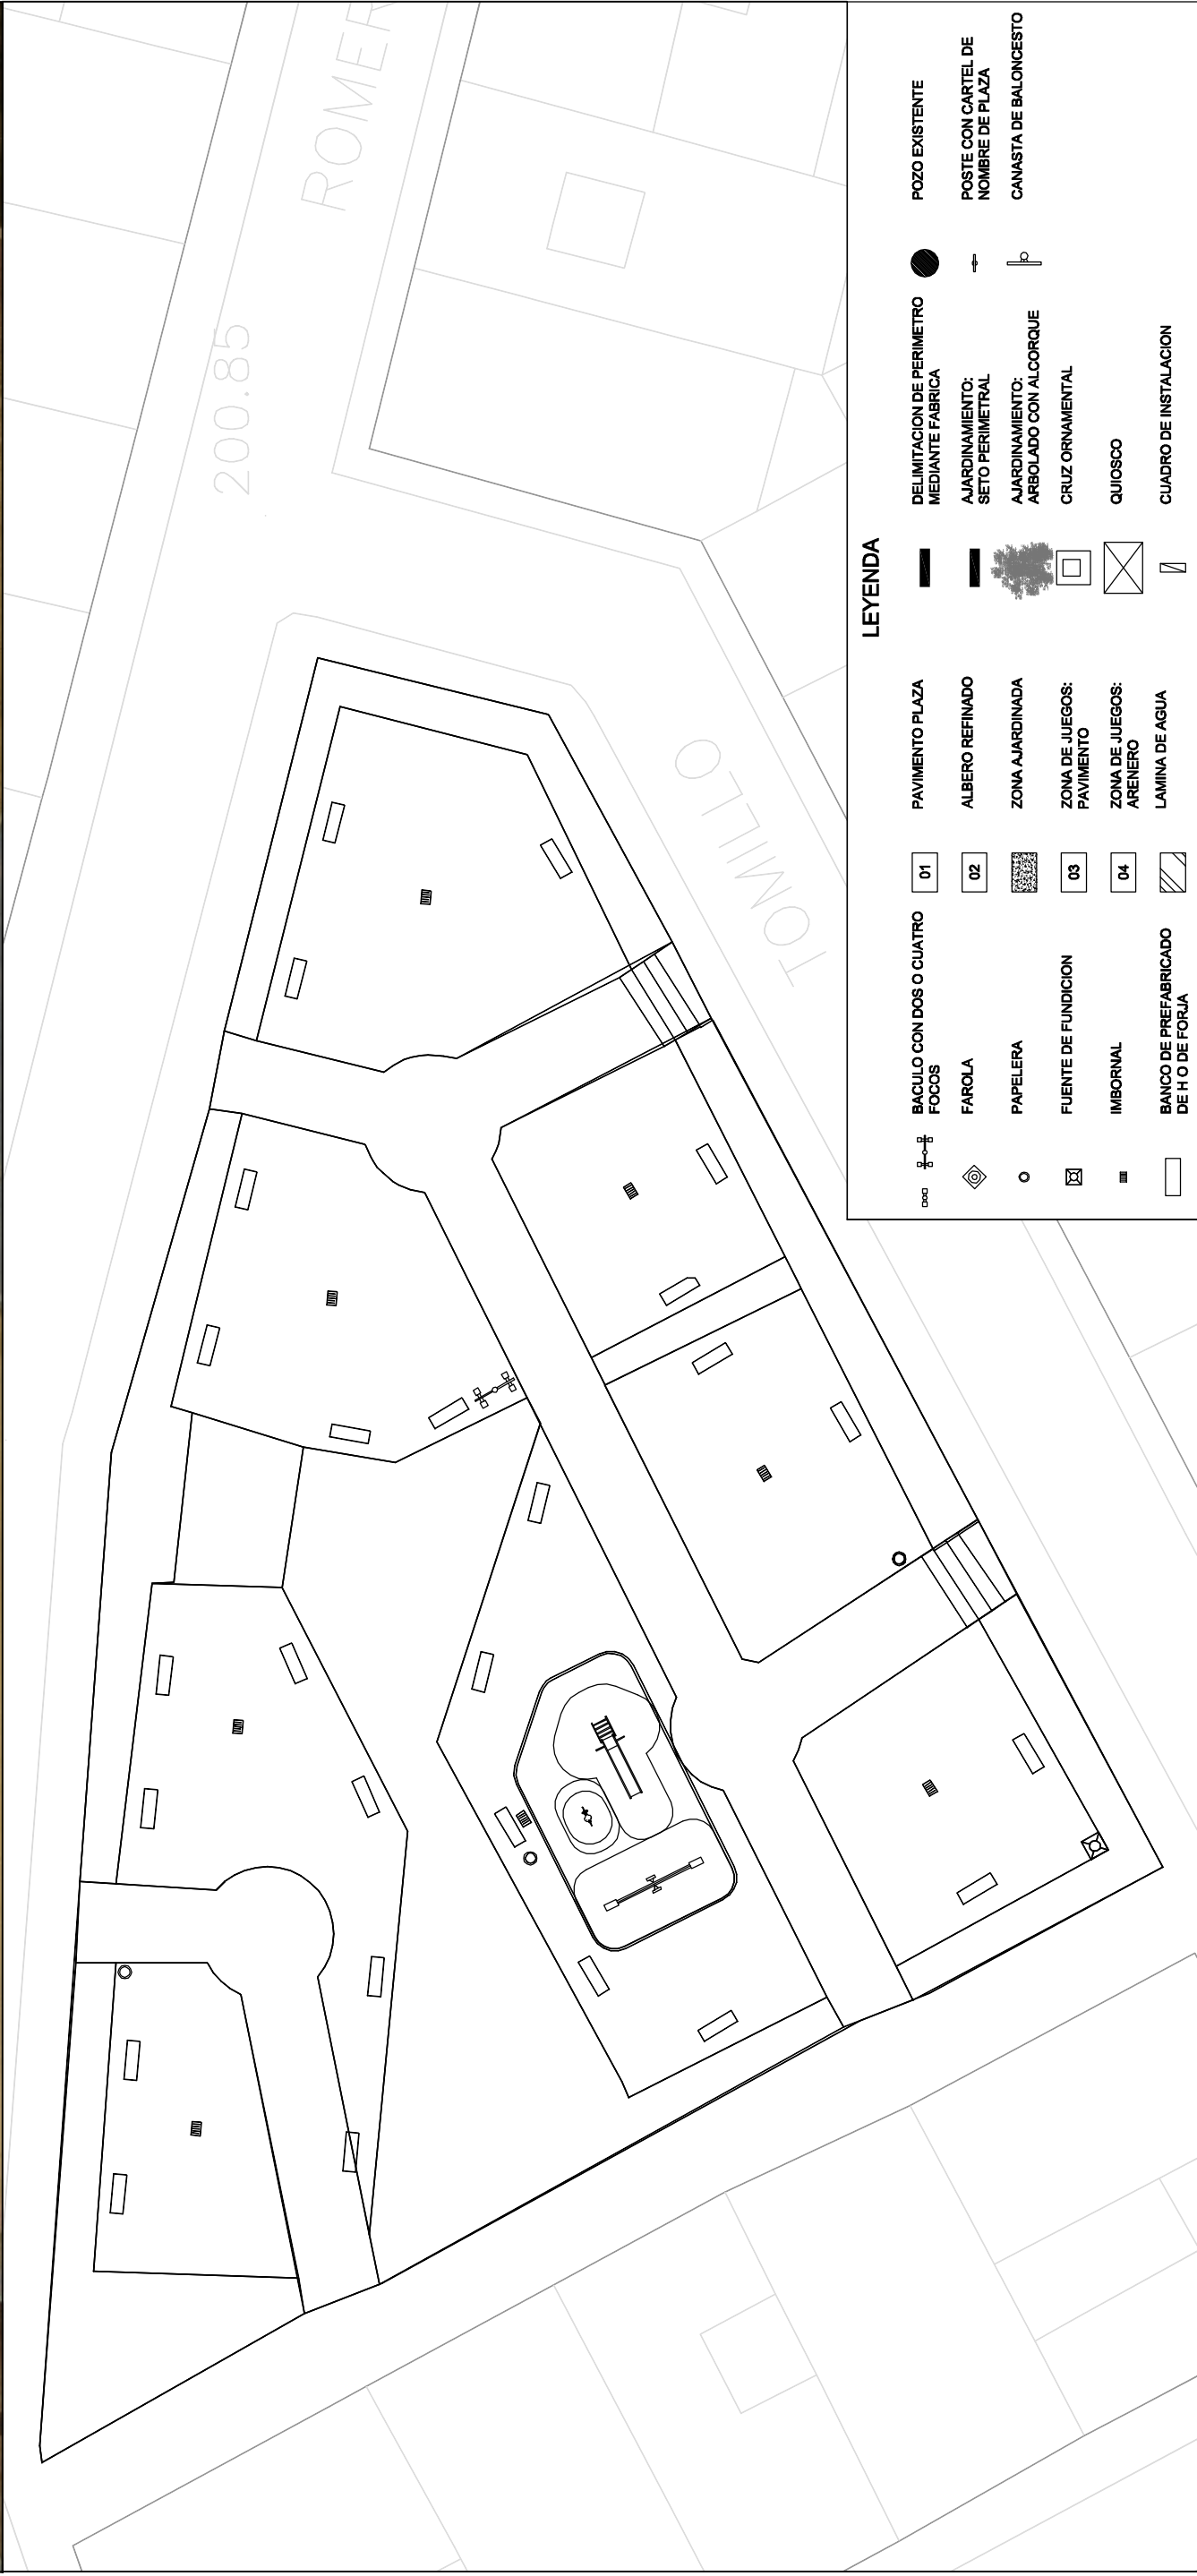 ROMER
200.85
TOMILLO
LEYENDA
BACULO CON DOS O CUATRO
FOCOS
FAROLA
PAPELERA
FUENTE DE FUNDICION
IMBORNAL
BANCO DE PREFABRICADO
DE H O DE FORJA
01
PAVIMENTO PLAZA
02
ALBERO REFINADO
ZONA AJARDINADA
03
ZONA DE JUEGOS:
PAVIMENTO
04
ZONA DE JUEGOS:
ARENERO
LAMINA DE AGUA
DELIMITACION DE PERIMETRO
MEDIANTE FABRICA
AJARDINAMIENTO:
SETO PERIMETRAL
AJARDINAMIENTO:
ARBOLADO CON ALCORQUE
CRUZ ORNAMENTAL
QUIOSCO
CUADRO DE INSTALACION
POZO EXISTENTE
POSTE CON CARTEL DE
NOMBRE DE PLAZA
CANASTA DE BALONCESTO